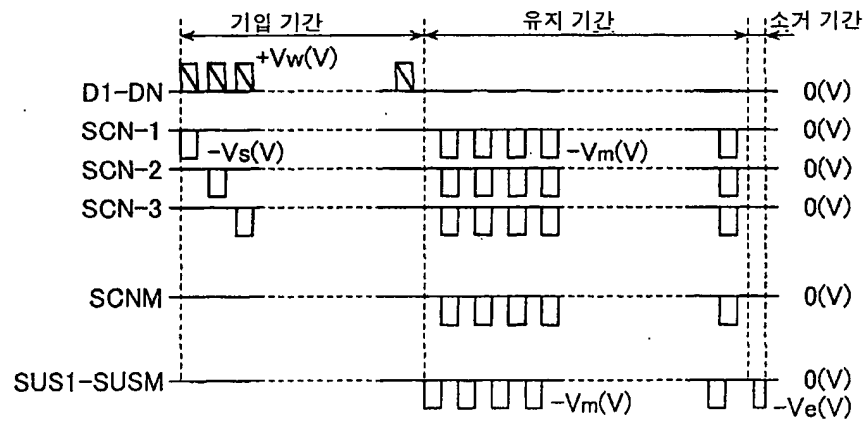 기입 기간 유지 기간 소거 기간
+Vw(V)
D1-DN 0(V)
SCN-1 0(V)
-Vs(V) -Vm(V)
SCN-2 0(V)
SCN-3 0(V)
SCNM 0(V)
SUS1-SUSM 0(V)
-Vm(V) -Ve(V)